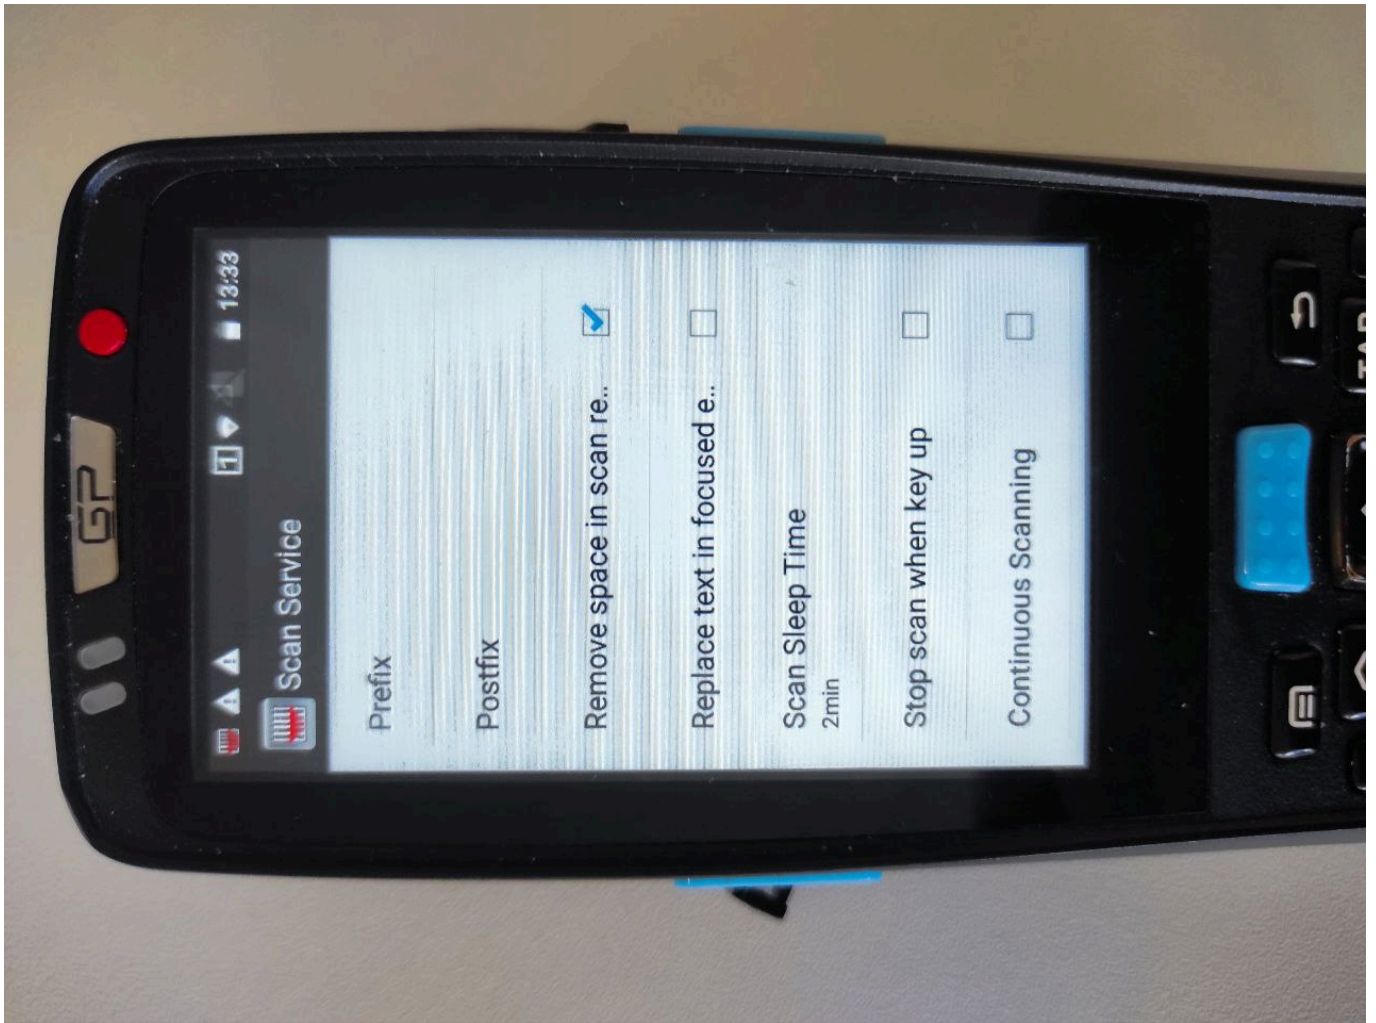 GP
1
13:33
Scan Service
Prefix
Postfix
Remove space in scan re..
Replace text in focused e..
Scan Sleep Time
2min
Stop scan when key up
Continuous Scanning